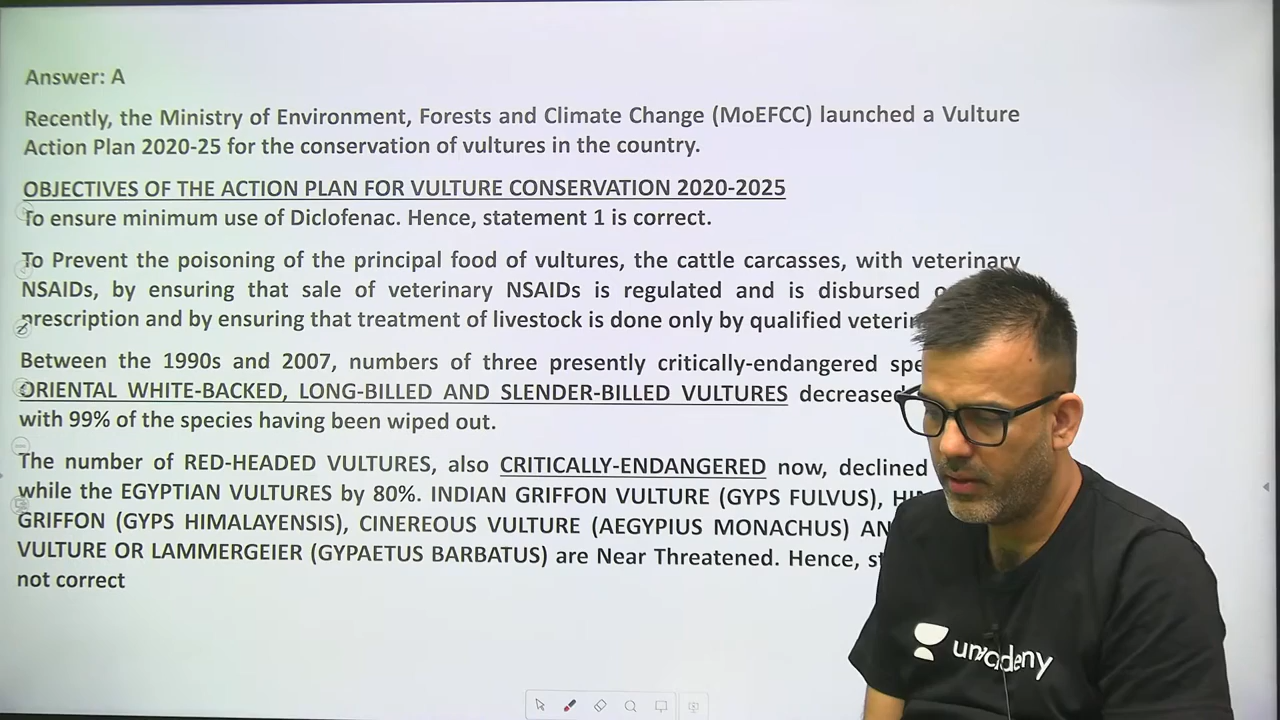 Answer: A
Recently, the Ministry of Environment, Forests and Climate Change (MoEFCC) launched a Vulture
Action Plan 2020-25 for the conservation of vultures in the country.
OBJECTIVES OF THE ACTION PLAN FOR VULTURE CONSERVATION 2020-2025
To ensure minimum use of Diclofenac. Hence, statement 1 is correct.
To Prevent the poisoning of the principal food of vultures, the cattle carcasses, with veterinary
NSAIDs, by ensuring that sale of veterinary NSAIDs is regulated and is disbursed
prescription and by ensuring that treatment of livestock is done only by qualified
Between the 1990s and 2007, numbers of three presently critically-endangered
ORIENTAL WHITE-BACKED, LONG-BILLED AND SLENDER-BILLED VULTURES decreased
with 99% of the species having been wiped out.
The number of RED-HEADED VULTURES, also CRITICALLY-ENDANGERED now, declined
while the EGYPTIAN VULTURES by 80%. INDIAN GRIFFON VULTURE (GYPS FULVUS),
GRIFFON (GYPS HIMALAYENSIS), CINEREOUS VULTURE (AEGYPIUS MONACHUS)
VULTURE OR LAMMERGEIER (GYPAETUS BARBATUS) are Near Threatened. Hence,
not correct
unacademy